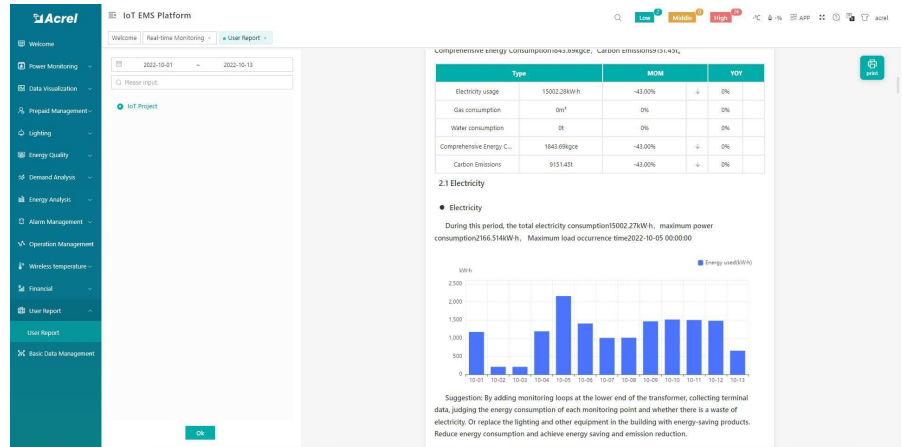 Acrel
IoT EMS Platform
Low
Middle
High
℃
APP
acrel
Welcome
Real-time Monitoring
User Report
Welcome
Power Monitoring
Data Visualization
Prepaid Management
Lighting
Energy Quality
Demand Analysis
Energy Analysis
Alarm Management
Operation Management
Wireless temperature
Financial
User Report
User Report
Basic Data Management
2022-10-01 ~ 2022-10-13
Please input.
IoT Project
Ok
print
Comprehensive Energy Consumption1843.69kgce, Carbon Emissions9151.45t,
Type MOM YOY
Electricity usage 15002.28kW·h -43.00% ↓ 0%
Gas consumption 0m³ 0% 0%
Water consumption 0t 0% 0%
Comprehensive Energy C... 1843.69kgce -43.00% ↓ 0%
Carbon Emissions 9151.45t -43.00% ↓ 0%
2.1 Electricity
● Electricity
During this period, the total electricity consumption15002.27kW·h, maximum power
consumption2166.514kW·h, Maximum load occurrence time2022-10-05 00:00:00
Energy used(kW·h)
kW·h
2,500
2,000
1,500
1,000
500
0
10-01 10-02 10-03 10-04 10-05 10-06 10-07 10-08 10-09 10-10 10-11 10-12 10-13
Suggestion: By adding monitoring loops at the lower end of the transformer, collecting terminal
data, judging the energy consumption of each monitoring point and whether there is a waste of
electricity. Or replace the lighting and other equipment in the building with energy-saving products.
Reduce energy consumption and achieve energy saving and emission reduction.